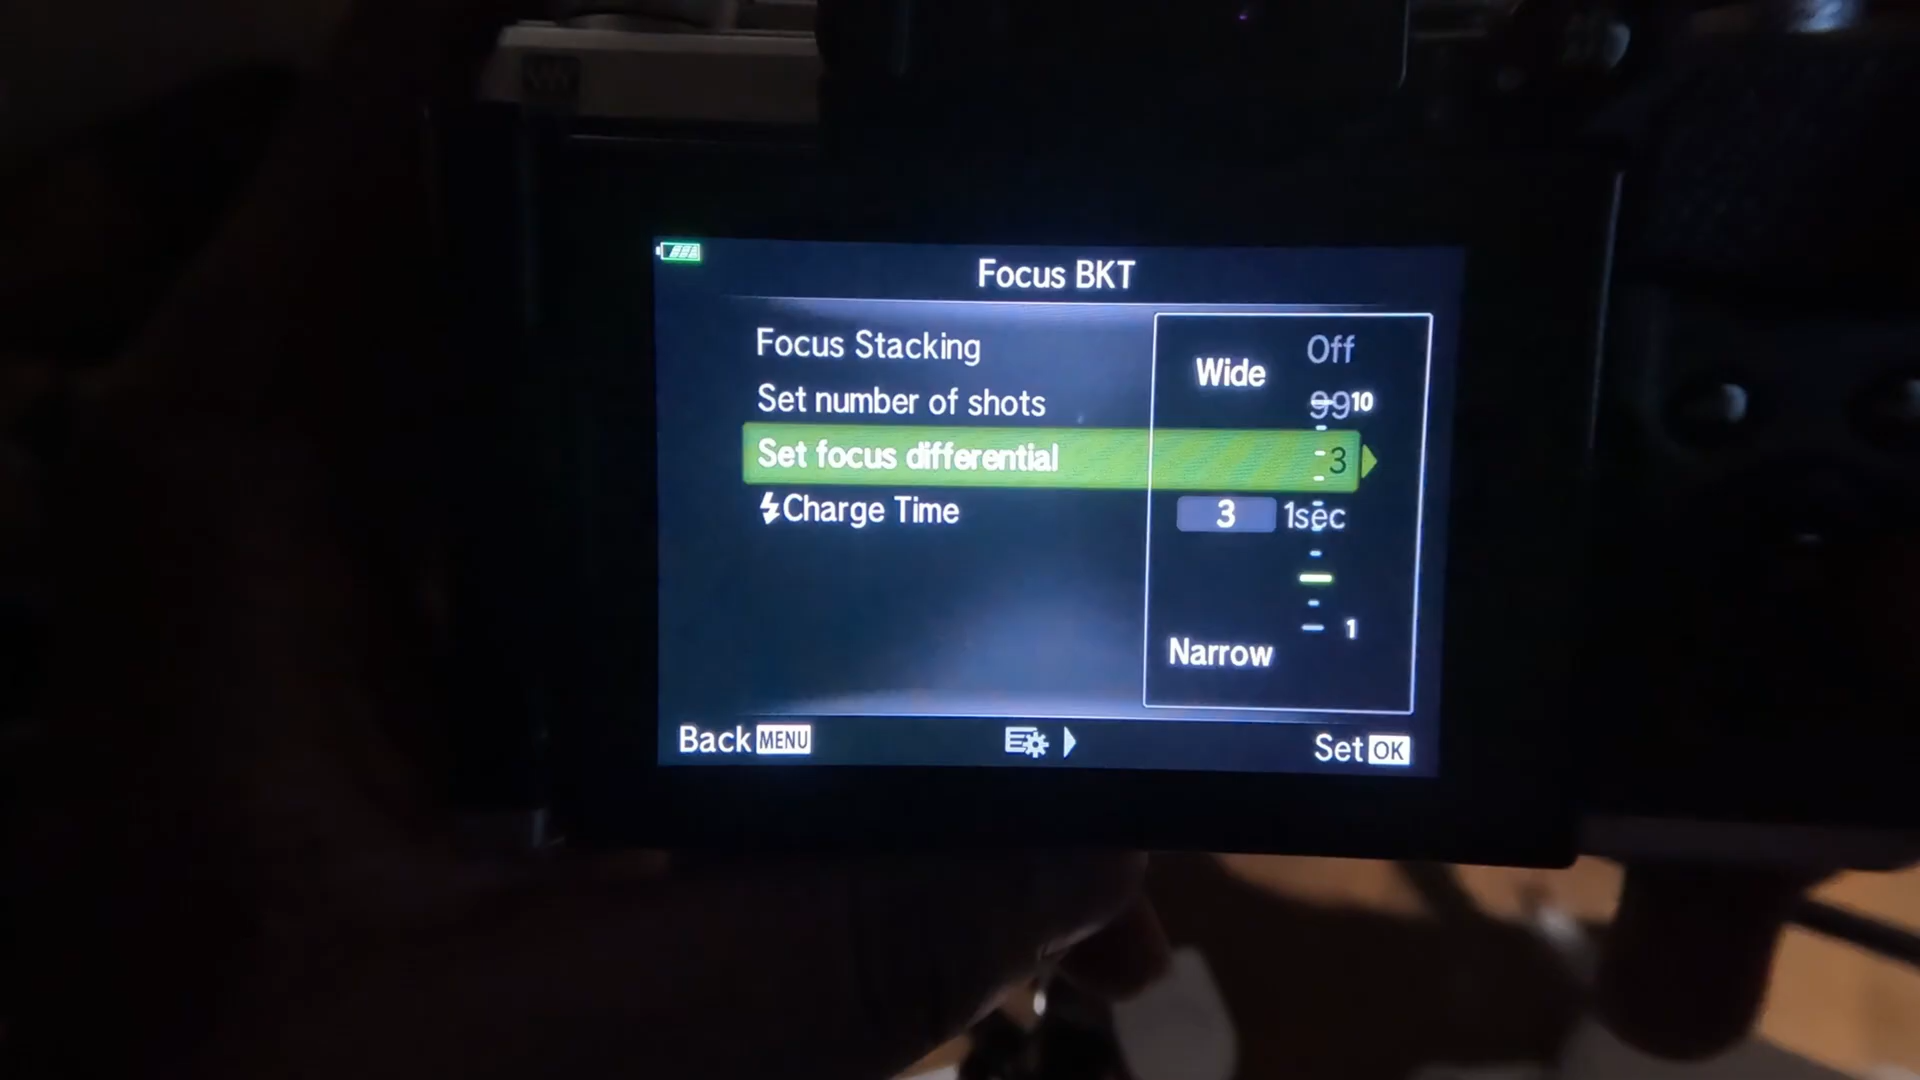 Focus BKT
Focus Stacking Off
Set number of shots 99
Set focus differential 3
Charge Time 1sec
Wide
10
3
1
Narrow
Back MENU
Set OK